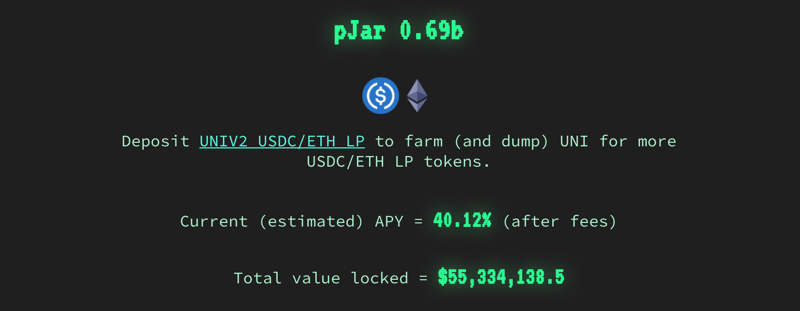 pJar 0.69b
Deposit UNIV2 USDC/ETH LP to farm (and dump) UNI for more
USDC/ETH LP tokens.
Current (estimated) APY = 40.12% (after fees)
Total value locked = $55,334,138.5